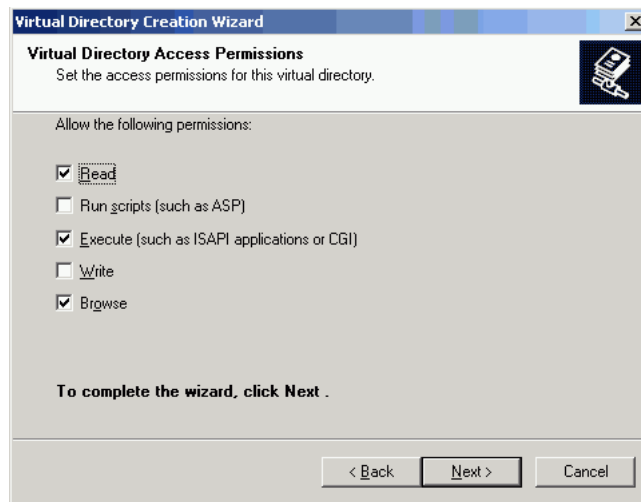 Virtual Directory Creation Wizard
Virtual Directory Access Permissions
Set the access permissions for this virtual directory.
Allow the following permissions:
Read
Run scripts (such as ASP)
Execute (such as ISAPI applications or CGI)
Write
Browse
To complete the wizard, click Next .
< Back Next > Cancel